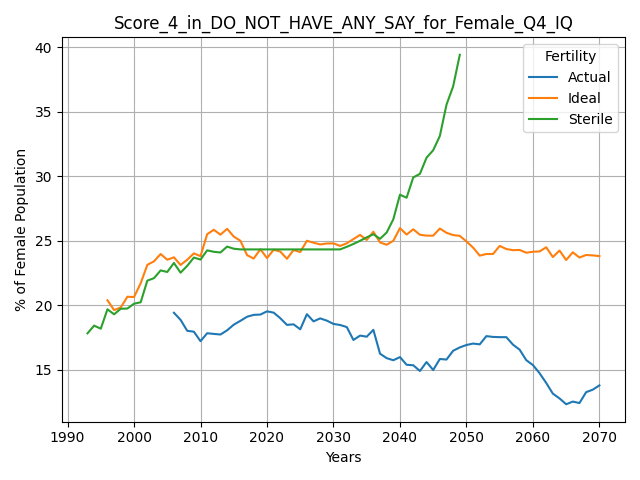 Score_4_in_DO_NOT_HAVE_ANY_SAY_for_Female_Q4_IQ
% of Female Population
40
35
30
25
20
15
Fertility
Actual
Ideal
Sterile
1990 2000 2010 2020 2030 2040 2050 2060 2070
Years